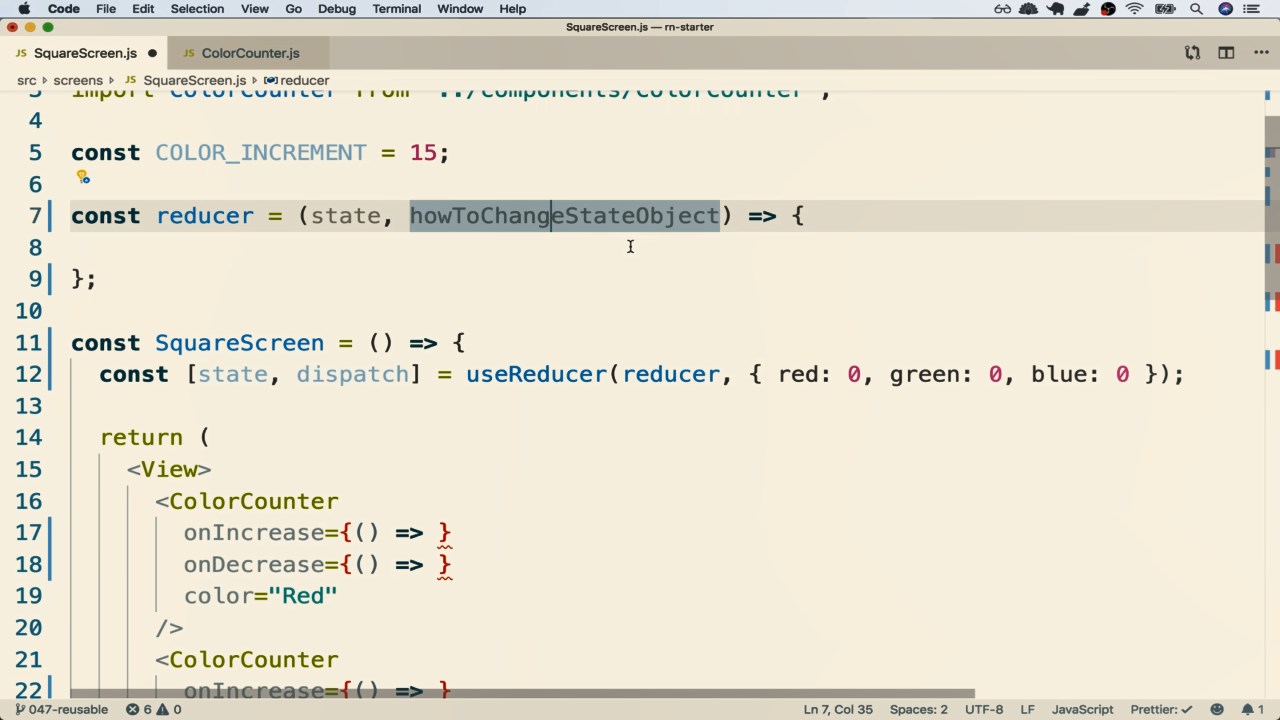 Code File Edit Selection View Go Debug Terminal Window Help
SquareScreen.js — rn-starter
JS SquareScreen.js JS ColorCounter.js
src screens JS SquareScreen.js reducer
3 import ColorCounter from '../components/ColorCounter';
4
5 const COLOR_INCREMENT = 15;
6
7 const reducer = (state, howToChangeStateObject) => {
8
9 };
10
11 const SquareScreen = () => {
12 const [state, dispatch] = useReducer(reducer, { red: 0, green: 0, blue: 0 });
13
14 return (
15 <View>
16 <ColorCounter
17 onIncrease={() => }
18 onDecrease={() => }
19 color="Red"
20 />
21 <ColorCounter
22 onIncrease={() => }
047-reusable 6 0 Ln 7, Col 35 Spaces: 2 UTF-8 LF JavaScript Prettier: ✓ 1